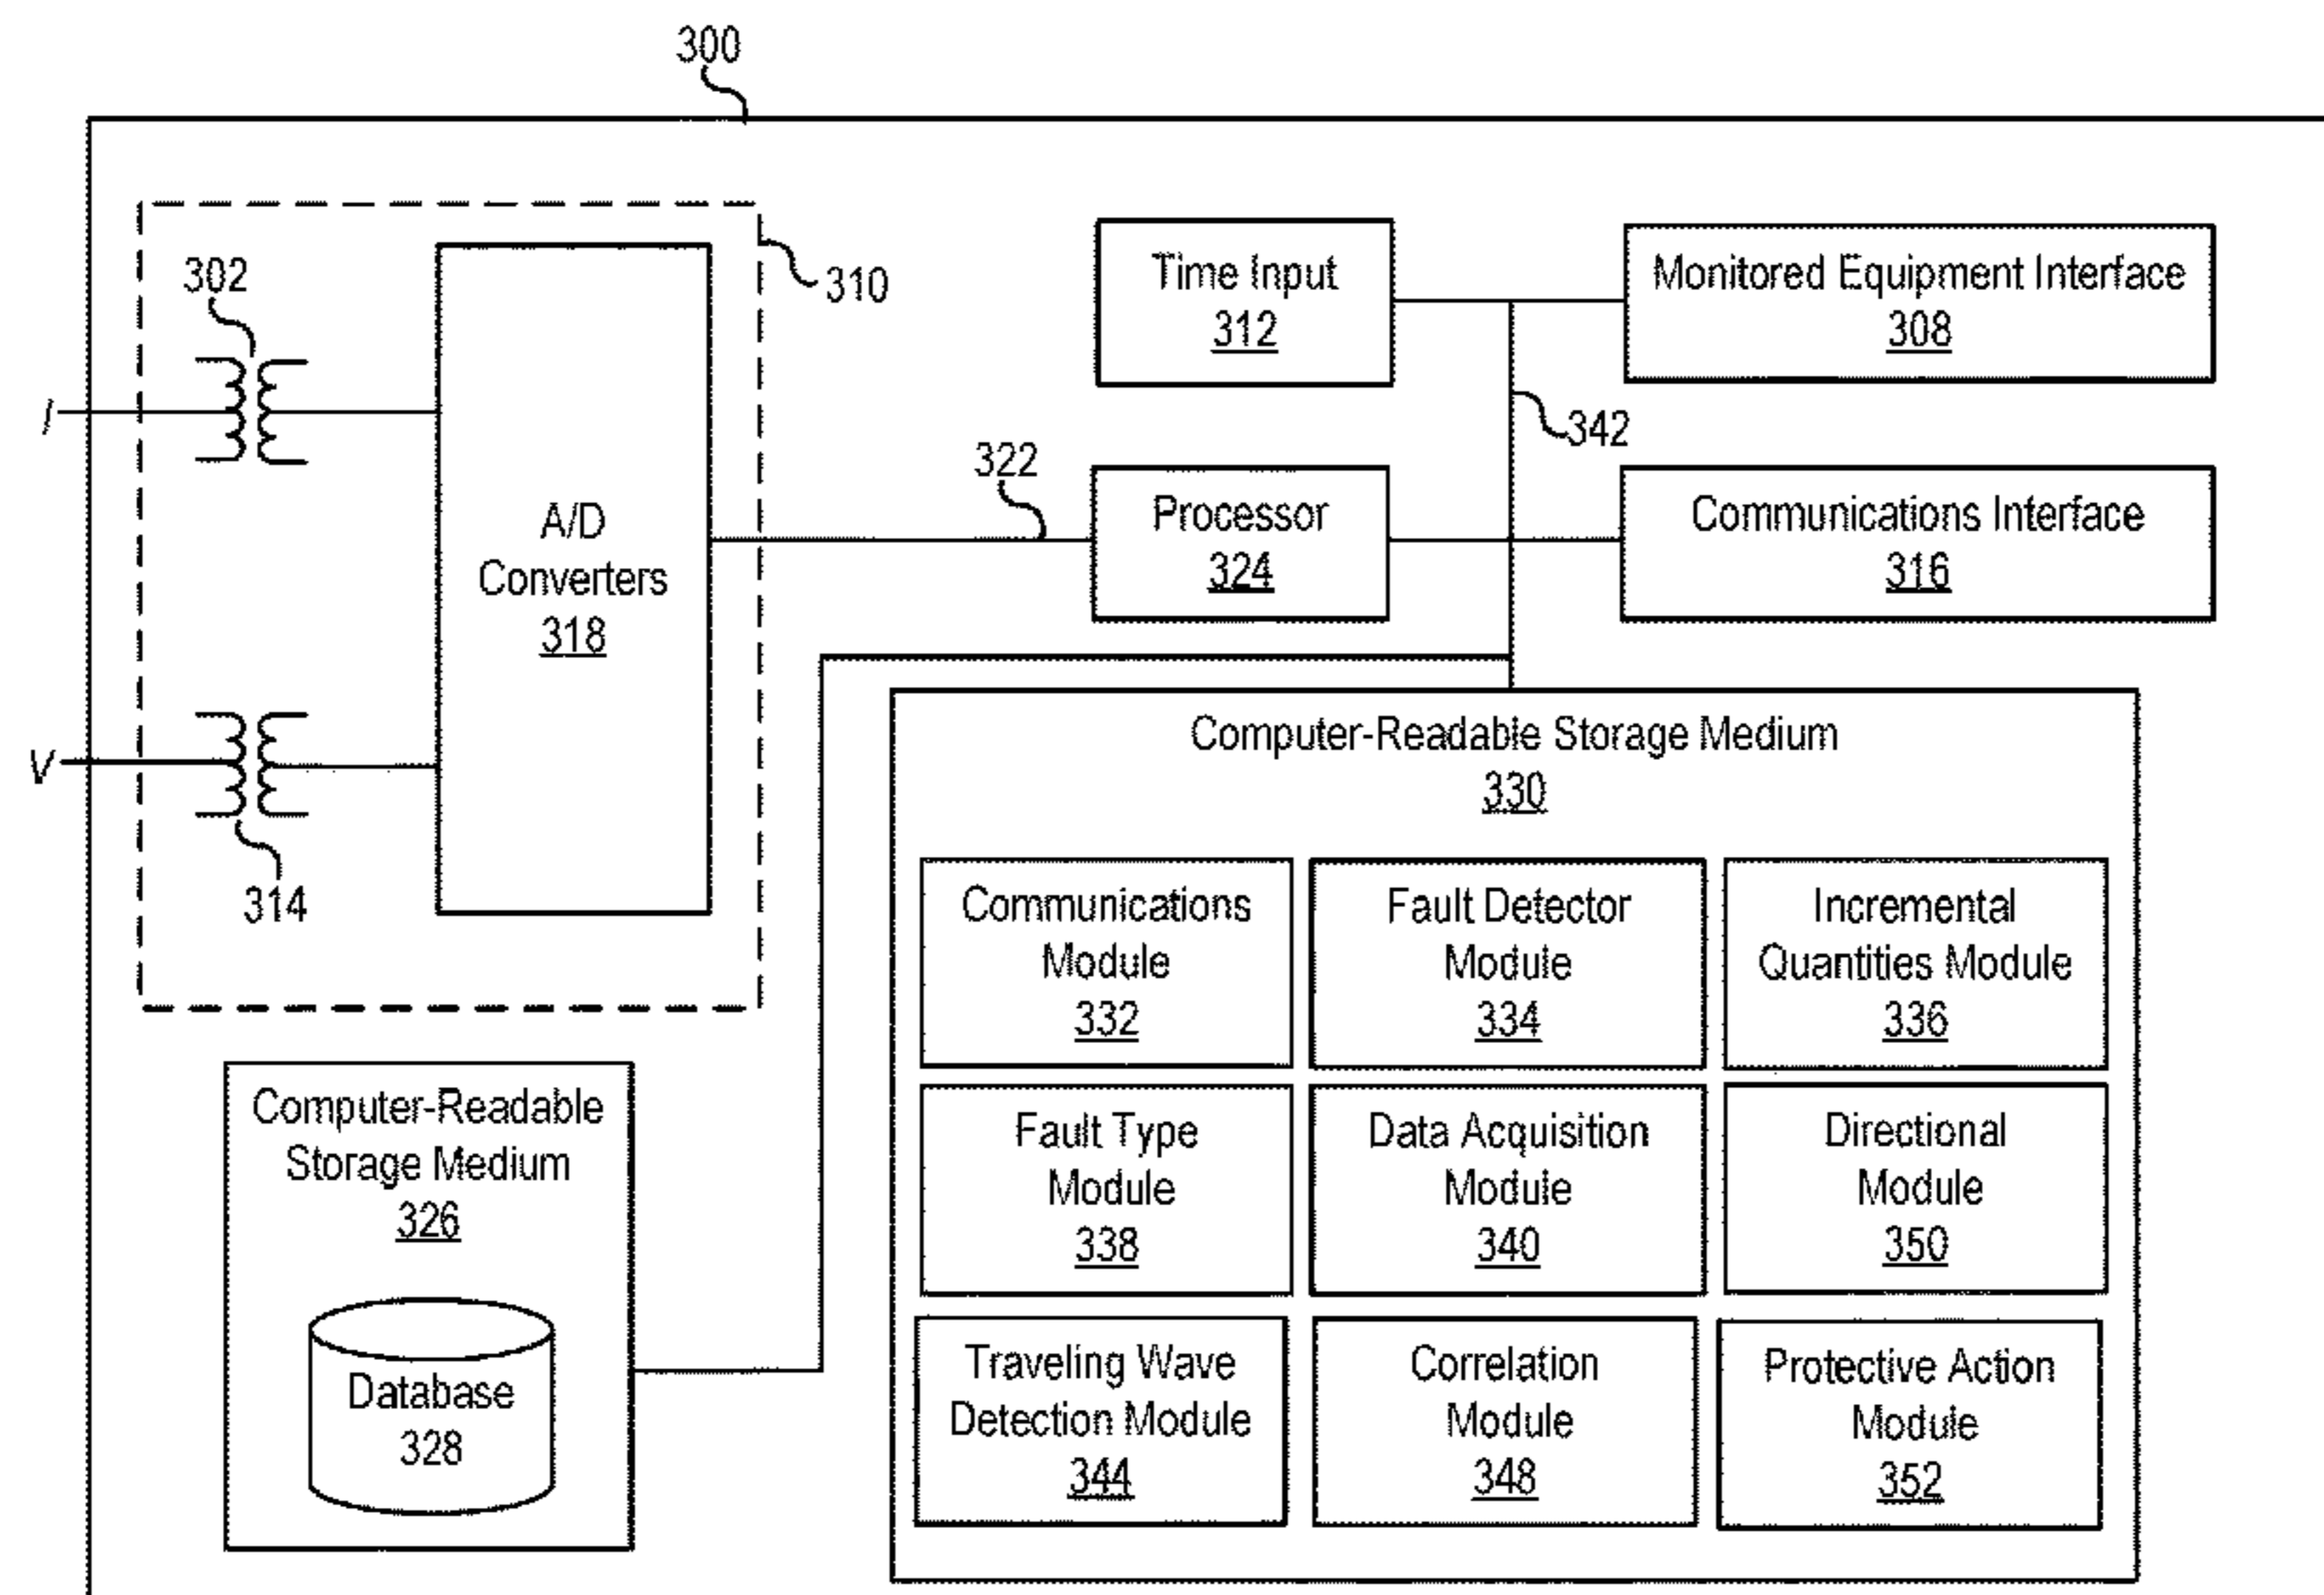 300
302
310
I
A/D
Converters
318
V
314
Time Input
312
Monitored Equipment Interface
308
342
322
Processor
324
Communications Interface
316
Computer-Readable Storage Medium
330
Communications
Module
332
Fault Detector
Module
334
Incremental
Quantities Module
336
Fault Type
Module
338
Data Acquisition
Module
340
Directional
Module
350
Traveling Wave
Detection Module
344
Correlation
Module
348
Protective Action
Module
352
Computer-Readable
Storage Medium
326
Database
328